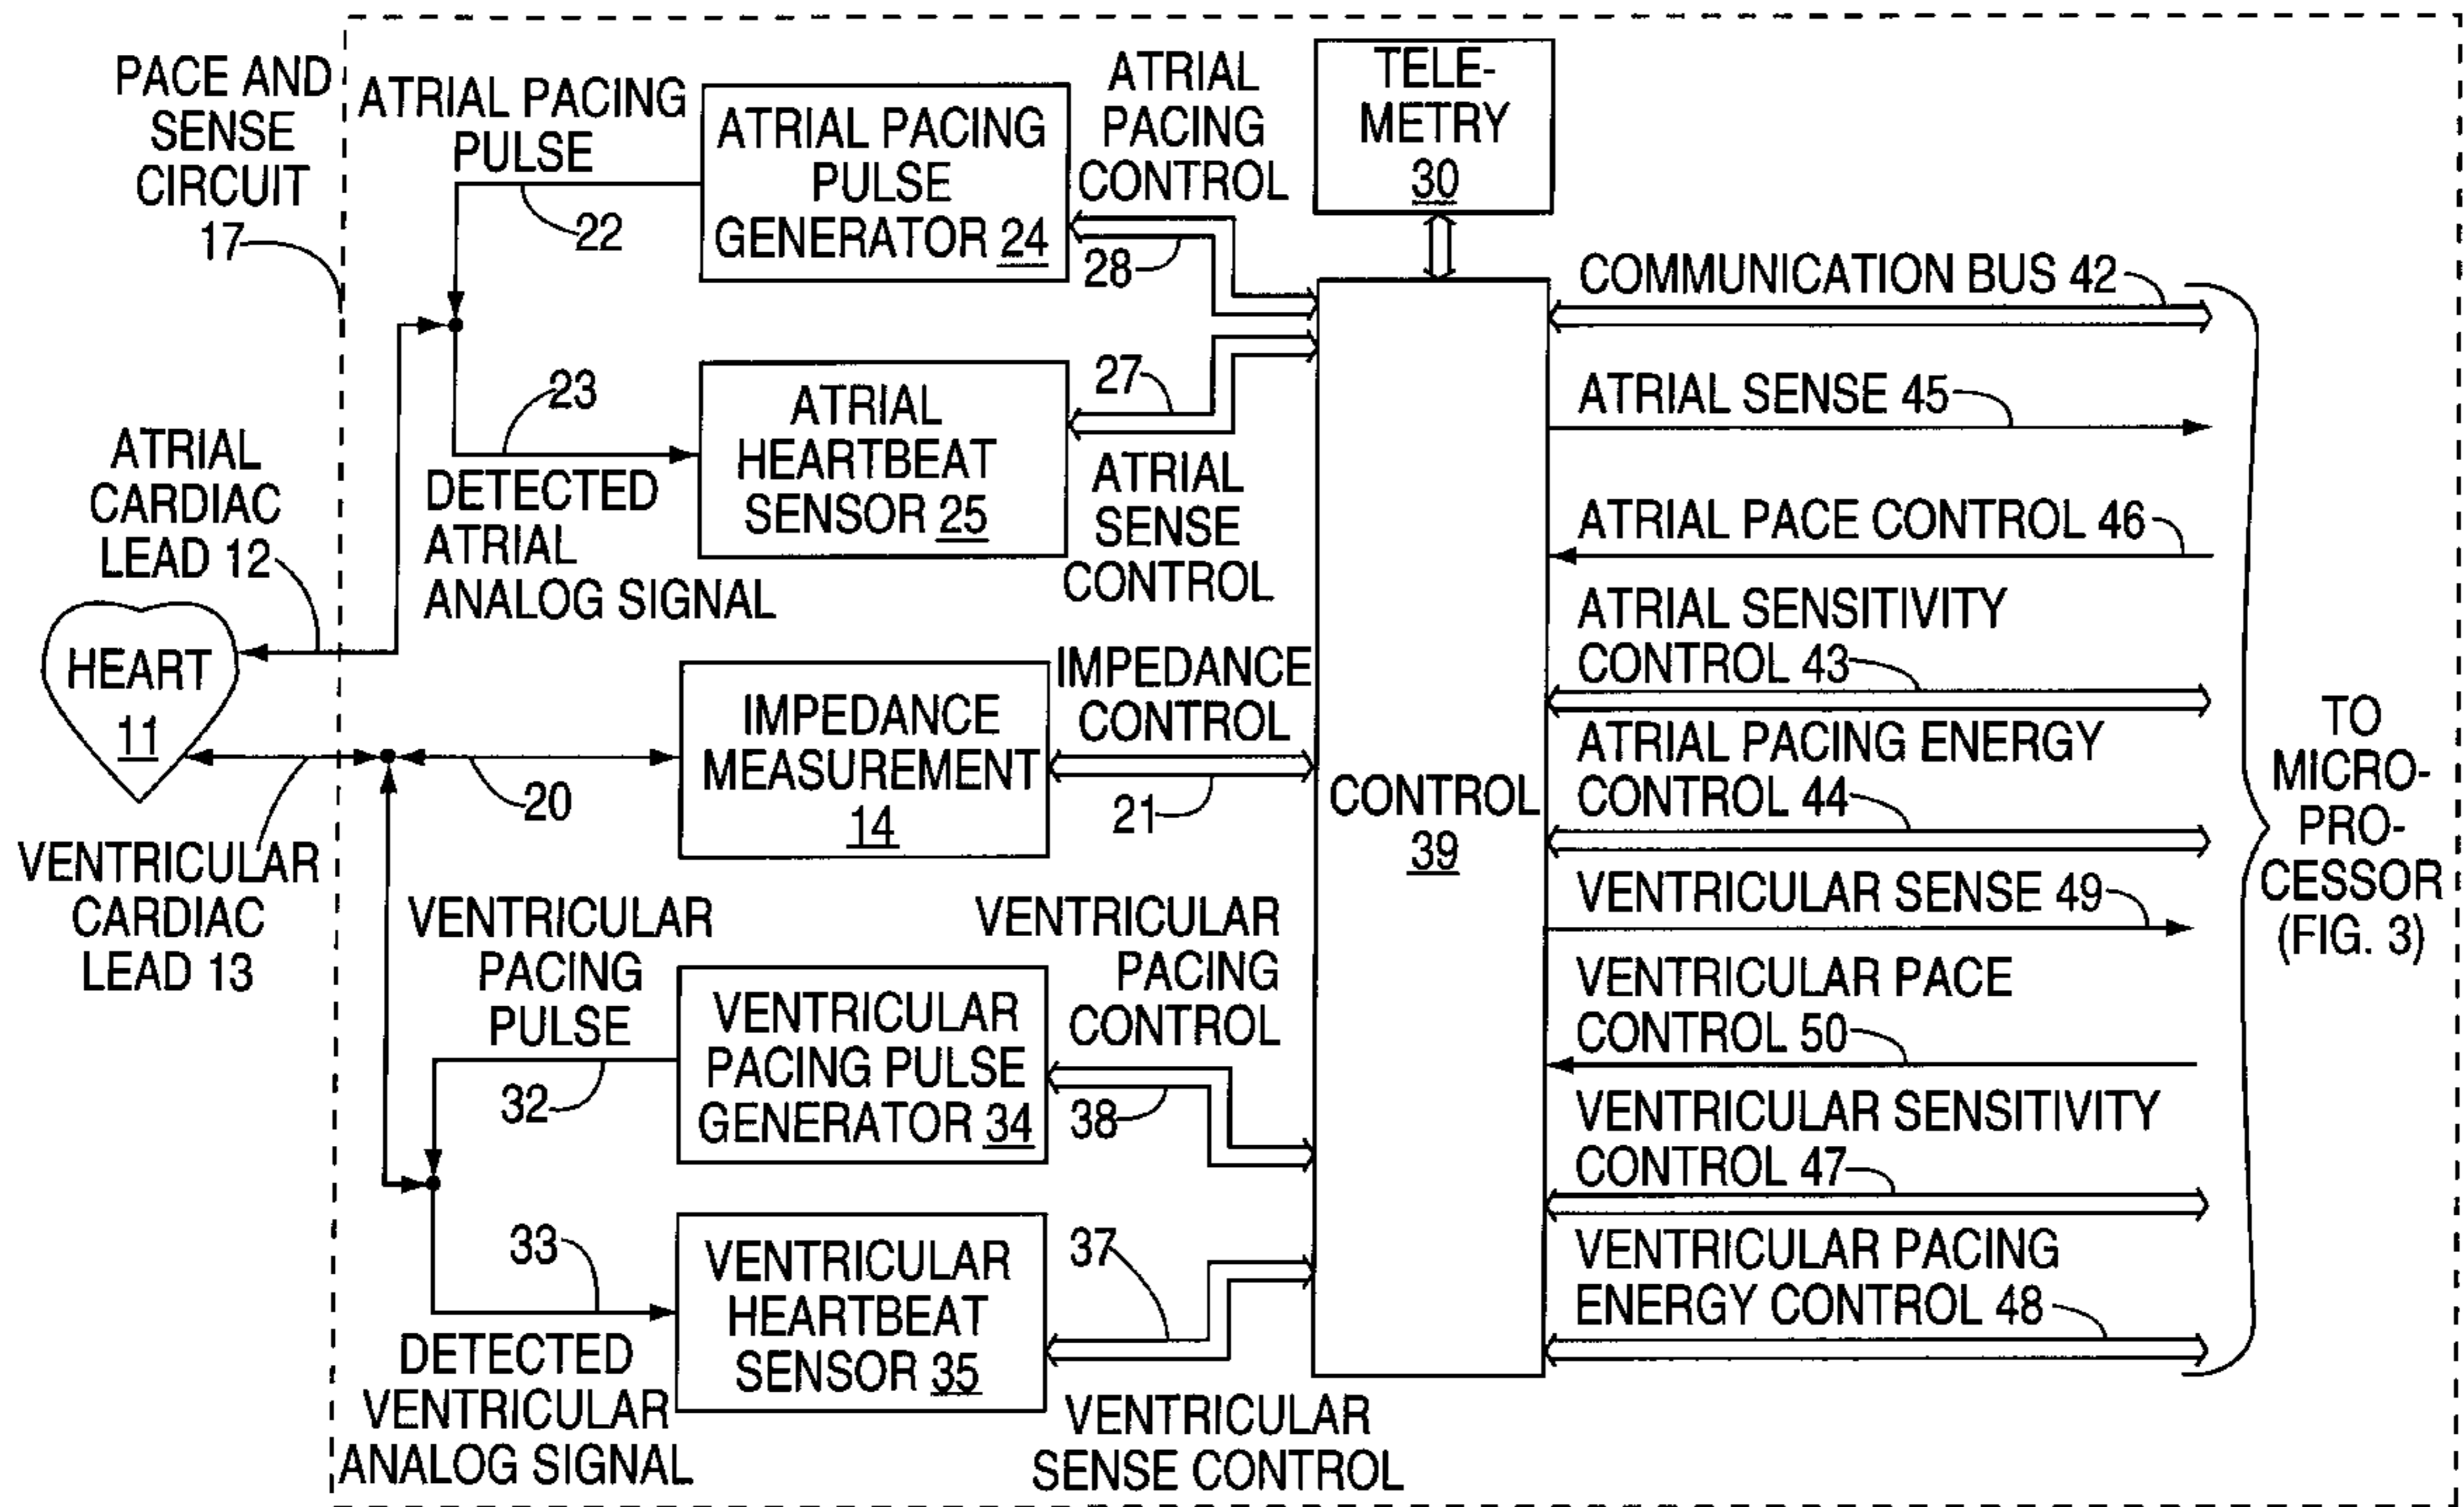 PACE AND
SENSE
CIRCUIT
17
ATRIAL PACING
PULSE
22
ATRIAL PACING
PULSE
GENERATOR 24
ATRIAL
PACING
CONTROL
28
TELE-
METRY
30
23
DETECTED
ATRIAL
ANALOG SIGNAL
ATRIAL
HEARTBEAT
SENSOR 25
27
ATRIAL
SENSE
CONTROL
ATRIAL
CARDIAC
LEAD 12
HEART
11
VENTRICULAR
CARDIAC
LEAD 13
20
IMPEDANCE
MEASUREMENT
14
IMPEDANCE
CONTROL
21
CONTROL
39
VENTRICULAR
PACING
PULSE
32
VENTRICULAR
PACING PULSE
GENERATOR 34
VENTRICULAR
PACING
CONTROL
38
33
DETECTED
VENTRICULAR
ANALOG SIGNAL
VENTRICULAR
HEARTBEAT
SENSOR 35
37
VENTRICULAR
SENSE CONTROL
COMMUNICATION BUS 42
ATRIAL SENSE 45
ATRIAL PACE CONTROL 46
ATRIAL SENSITIVITY
CONTROL 43
ATRIAL PACING ENERGY
CONTROL 44
VENTRICULAR SENSE 49
VENTRICULAR PACE
CONTROL 50
VENTRICULAR SENSITIVITY
CONTROL 47
VENTRICULAR PACING
ENERGY CONTROL 48
TO
MICRO-
PRO-
CESSOR
(FIG. 3)